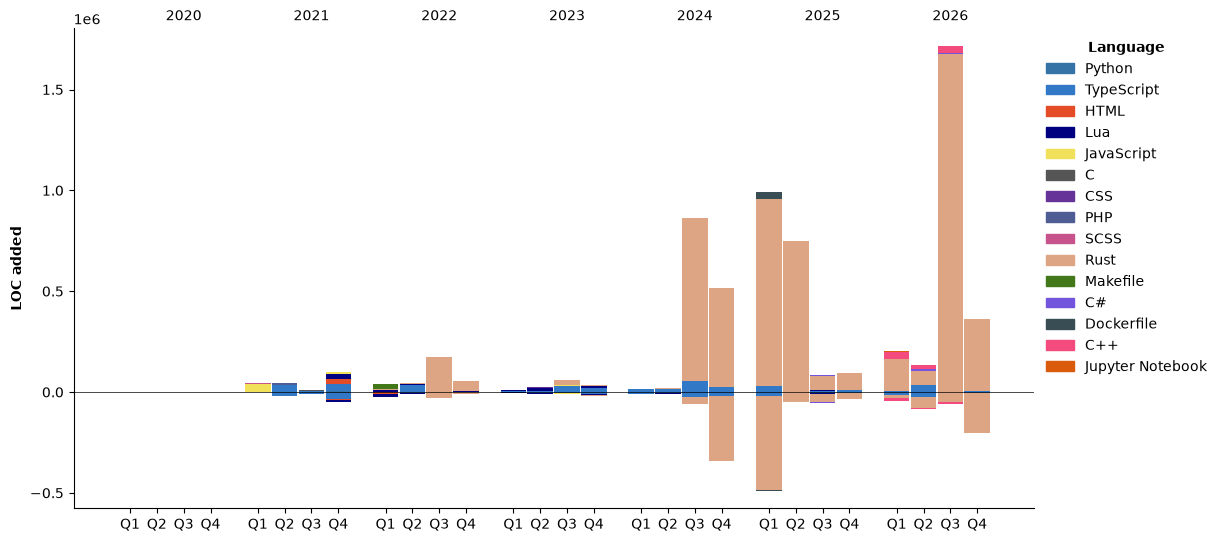 1e6
2020 2021 2022 2023 2024 2025 2026
1.5
1.0
0.5
0.0
−0.5
LOC added
Q1 Q2 Q3 Q4 Q1 Q2 Q3 Q4 Q1 Q2 Q3 Q4 Q1 Q2 Q3 Q4 Q1 Q2 Q3 Q4 Q1 Q2 Q3 Q4 Q1 Q2 Q3 Q4
Language
Python
TypeScript
HTML
Lua
JavaScript
C
CSS
PHP
SCSS
Rust
Makefile
C#
Dockerfile
C++
Jupyter Notebook